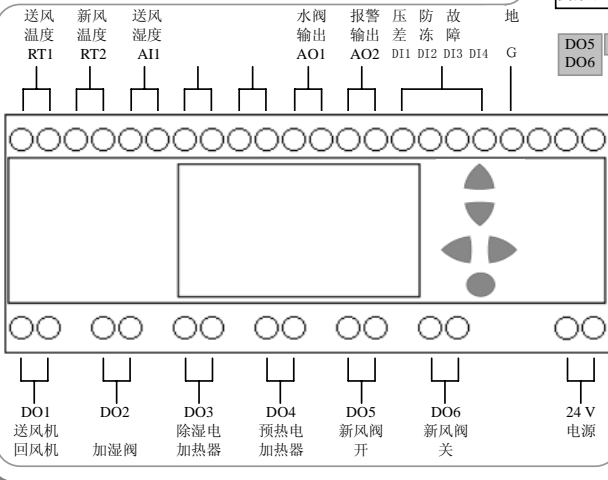 送风 新风 送风 水阀 报警 压 防 故 地
温度 温度 湿度 输出 输出 差 冻 障
RT1 RT2 AI1 AO1 AO2 DI1 DI2 DI3 DI4 G
DO5
DO6
DO1 DO2 DO3 DO4 DO5 DO6 24 V
送风机 除湿电 预热电 新风阀 新风阀 电源
回风机 加湿阀 加热器 加热器 开 关